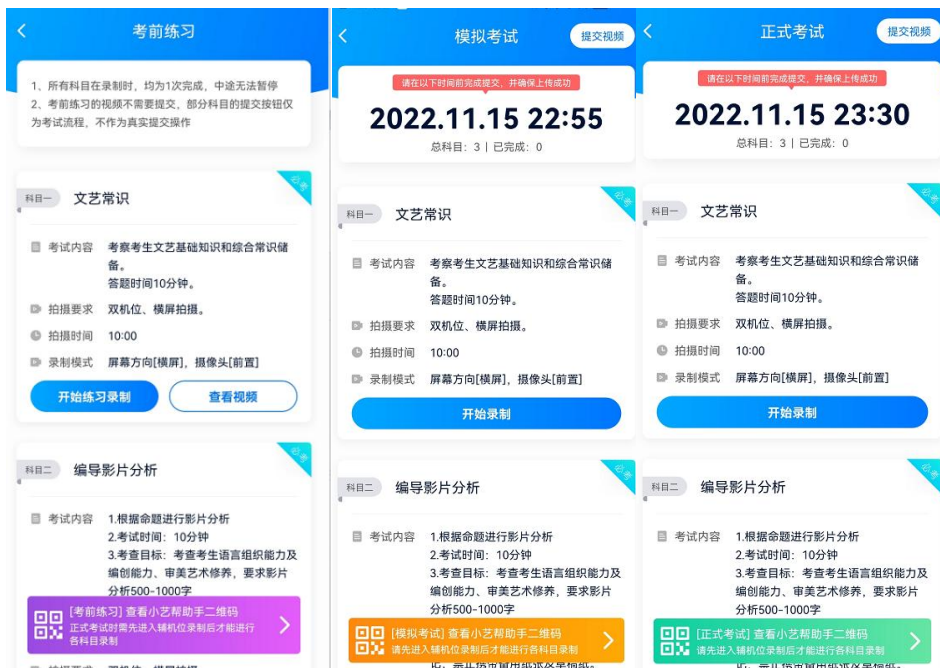 考前练习
1、所有科目在录制时，均为1次完成，中途无法暂停
2、考前练习的视频不需要提交，部分科目的提交按钮仅
为考试流程，不作为真实提交操作
必考
科目一 文艺常识
考试内容 考察考生文艺基础知识和综合常识储
备。
答题时间10分钟。
拍摄要求 双机位、横屏拍摄。
拍摄时间 10:00
录制模式 屏幕方向[横屏]，摄像头[前置]
开始练习录制 查看视频
必考
科目二 编导影片分析
考试内容 1.根据命题进行影片分析
2.考试时间：10分钟
3.考查目标：考查考生语言组织能力及
编创能力、审美艺术修养，要求影片
分析500-1000字
[考前练习] 查看小艺帮助手二维码
正式考试时需先进入辅机位录制后才能进行
各科目录制
模拟考试 提交视频
请在以下时间前完成提交，并确保上传成功
2022.11.15 22:55
总科目：3 | 已完成：0
必考
科目一 文艺常识
考试内容 考察考生文艺基础知识和综合常识储
备。
答题时间10分钟。
拍摄要求 双机位、横屏拍摄。
拍摄时间 10:00
录制模式 屏幕方向[横屏]，摄像头[前置]
开始录制
必考
科目二 编导影片分析
考试内容 1.根据命题进行影片分析
2.考试时间：10分钟
3.考查目标：考查考生语言组织能力及
编创能力、审美艺术修养，要求影片
分析500-1000字
[模拟考试] 查看小艺帮助手二维码
请先进入辅机位录制后才能进行各科目录制
正式考试 提交视频
请在以下时间前完成提交，并确保上传成功
2022.11.15 23:30
总科目：3 | 已完成：0
必考
科目一 文艺常识
考试内容 考察考生文艺基础知识和综合常识储
备。
答题时间10分钟。
拍摄要求 双机位、横屏拍摄。
拍摄时间 10:00
录制模式 屏幕方向[横屏]，摄像头[前置]
开始录制
必考
科目二 编导影片分析
考试内容 1.根据命题进行影片分析
2.考试时间：10分钟
3.考查目标：考查考生语言组织能力及
编创能力、审美艺术修养，要求影片
分析500-1000字
[正式考试] 查看小艺帮助手二维码
请先进入辅机位录制后才能进行各科目录制